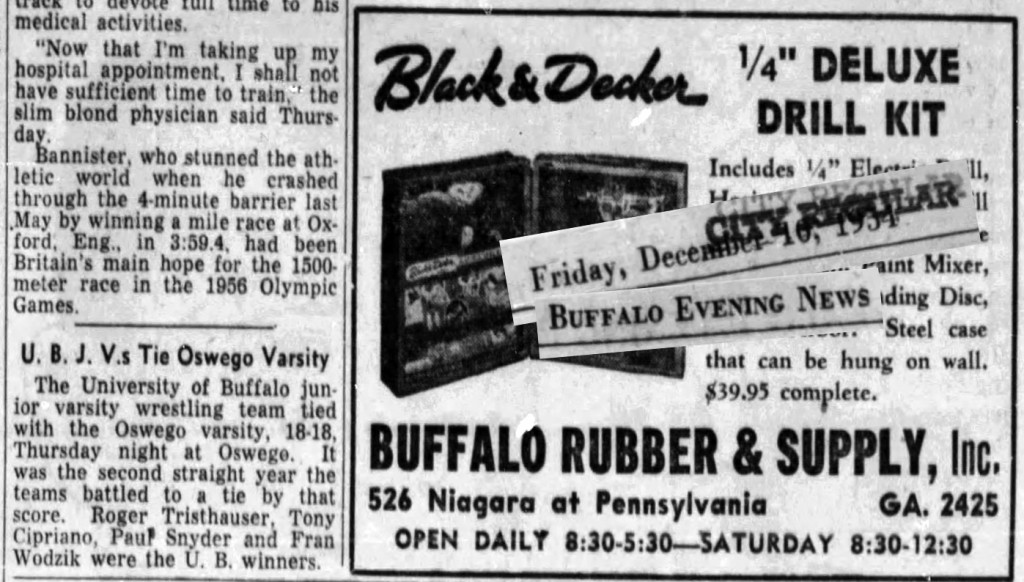 track to devote full time to his
medical activities.
"Now that I'm taking up my
hospital appointment, I shall not
have sufficient time to train," the
slim blond physician said Thurs-
day.
Bannister, who stunned the ath-
letic world when he crashed
through the 4-minute barrier last
May by winning a mile race at Ox-
ford, Eng., in 3:59.4, had been
Britain's main hope for the 1500-
meter race in the 1956 Olympic
Games.
U. B. J. V.s Tie Oswego Varsity
The University of Buffalo jun-
ior varsity wrestling team tied
with the Oswego varsity, 18-18,
Thursday night at Oswego. It
was the second straight year the
teams battled to a tie by that
score. Roger Tristhauser, Tony
Cipriano, Paul Snyder and Fran
Wodzik were the U. B. winners.
Black & Decker
1/4" DELUXE
DRILL KIT
Includes 1/4" Electric Drill,
CITY REGULAR
Friday, December 10, 1954
BUFFALO EVENING NEWS
Paint Mixer,
Disc,
Steel case
that can be hung on wall.
$39.95 complete.
BUFFALO RUBBER & SUPPLY, Inc.
526 Niagara at Pennsylvania GA. 2425
OPEN DAILY 8:30-5:30—SATURDAY 8:30-12:30